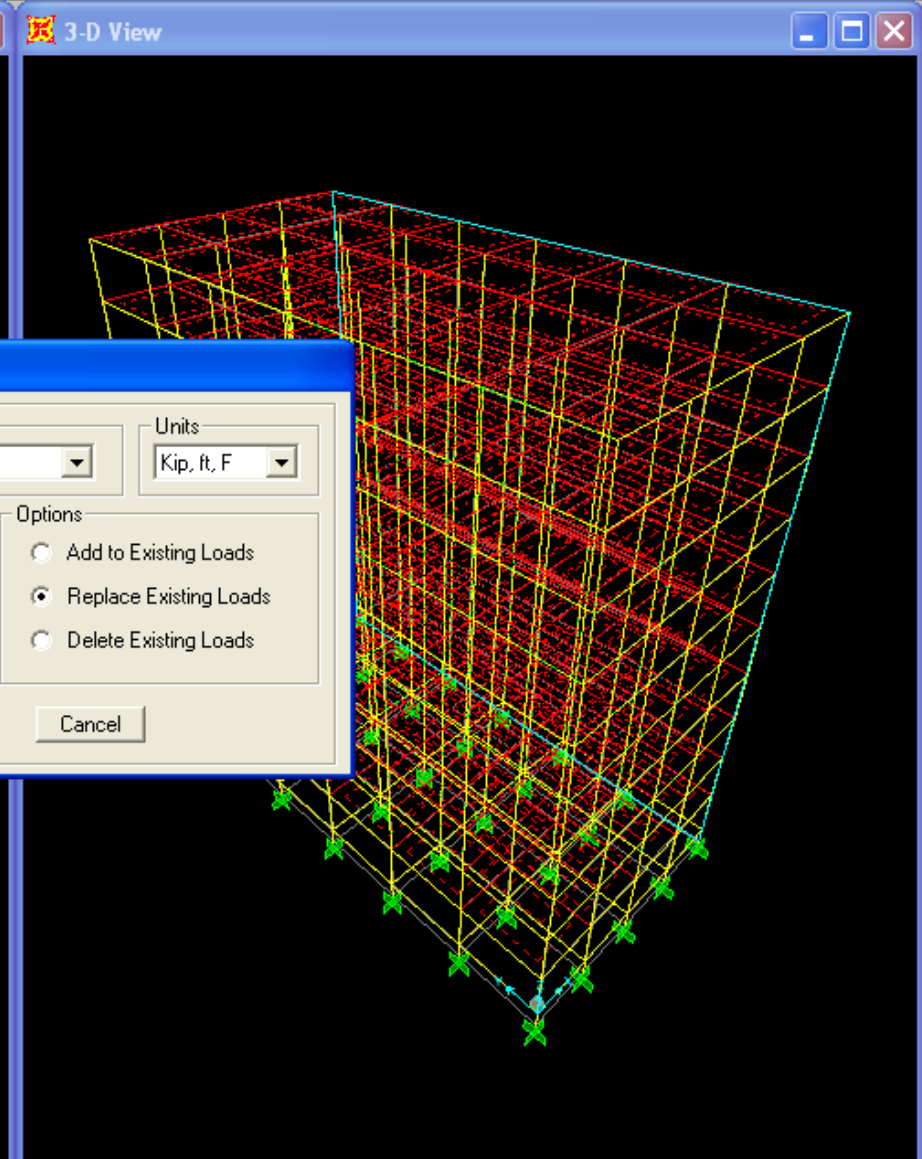 3-D View
Units
Kip, ft, F
Options
Add to Existing Loads
Replace Existing Loads
Delete Existing Loads
Cancel